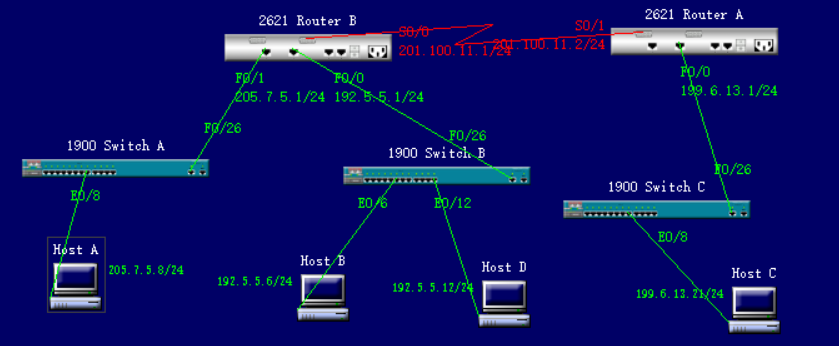 2621 Router B
2621 Router A
S0/0
201.100.11.1/24
S0/1
201.100.11.2/24
F0/1
205.7.5.1/24
F0/0
192.5.5.1/24
F0/0
199.6.13.1/24
F0/26
F0/26
F0/26
1900 Switch A
1900 Switch B
1900 Switch C
E0/8
E0/6
E0/12
E0/8
Host A
205.7.5.8/24
Host B
192.5.5.6/24
Host D
192.5.5.12/24
Host C
199.6.13.21/24